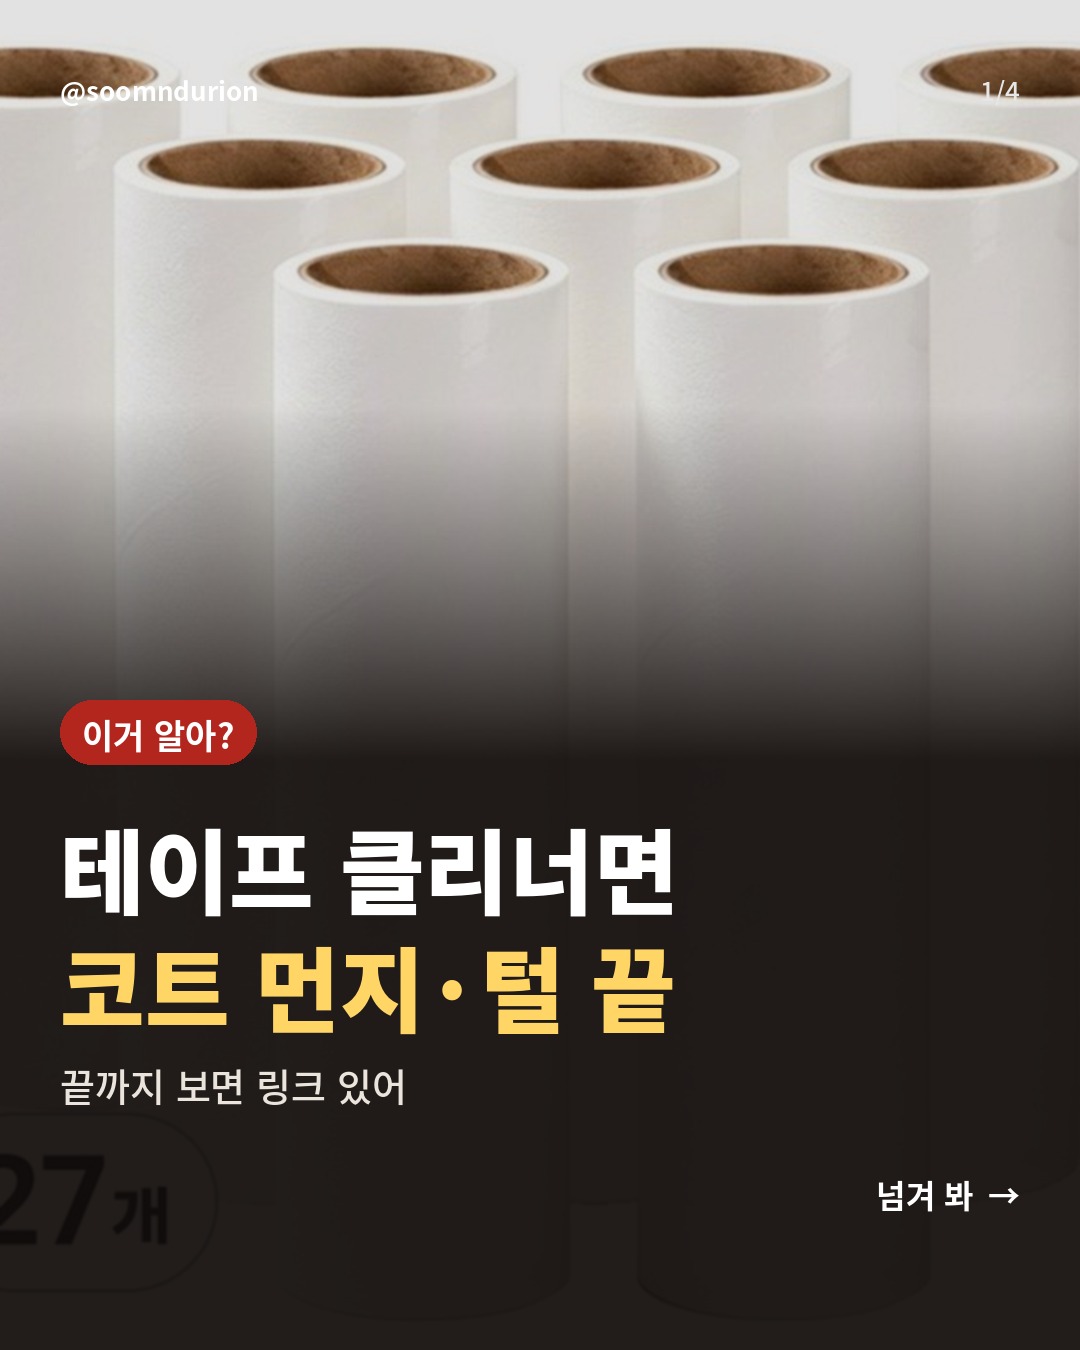 @soomndurion
1/4
이거 알아?
테이프 클리너면
코트 먼지·털 끝
끝까지 보면 링크 있어
27개
넘겨 봐 →